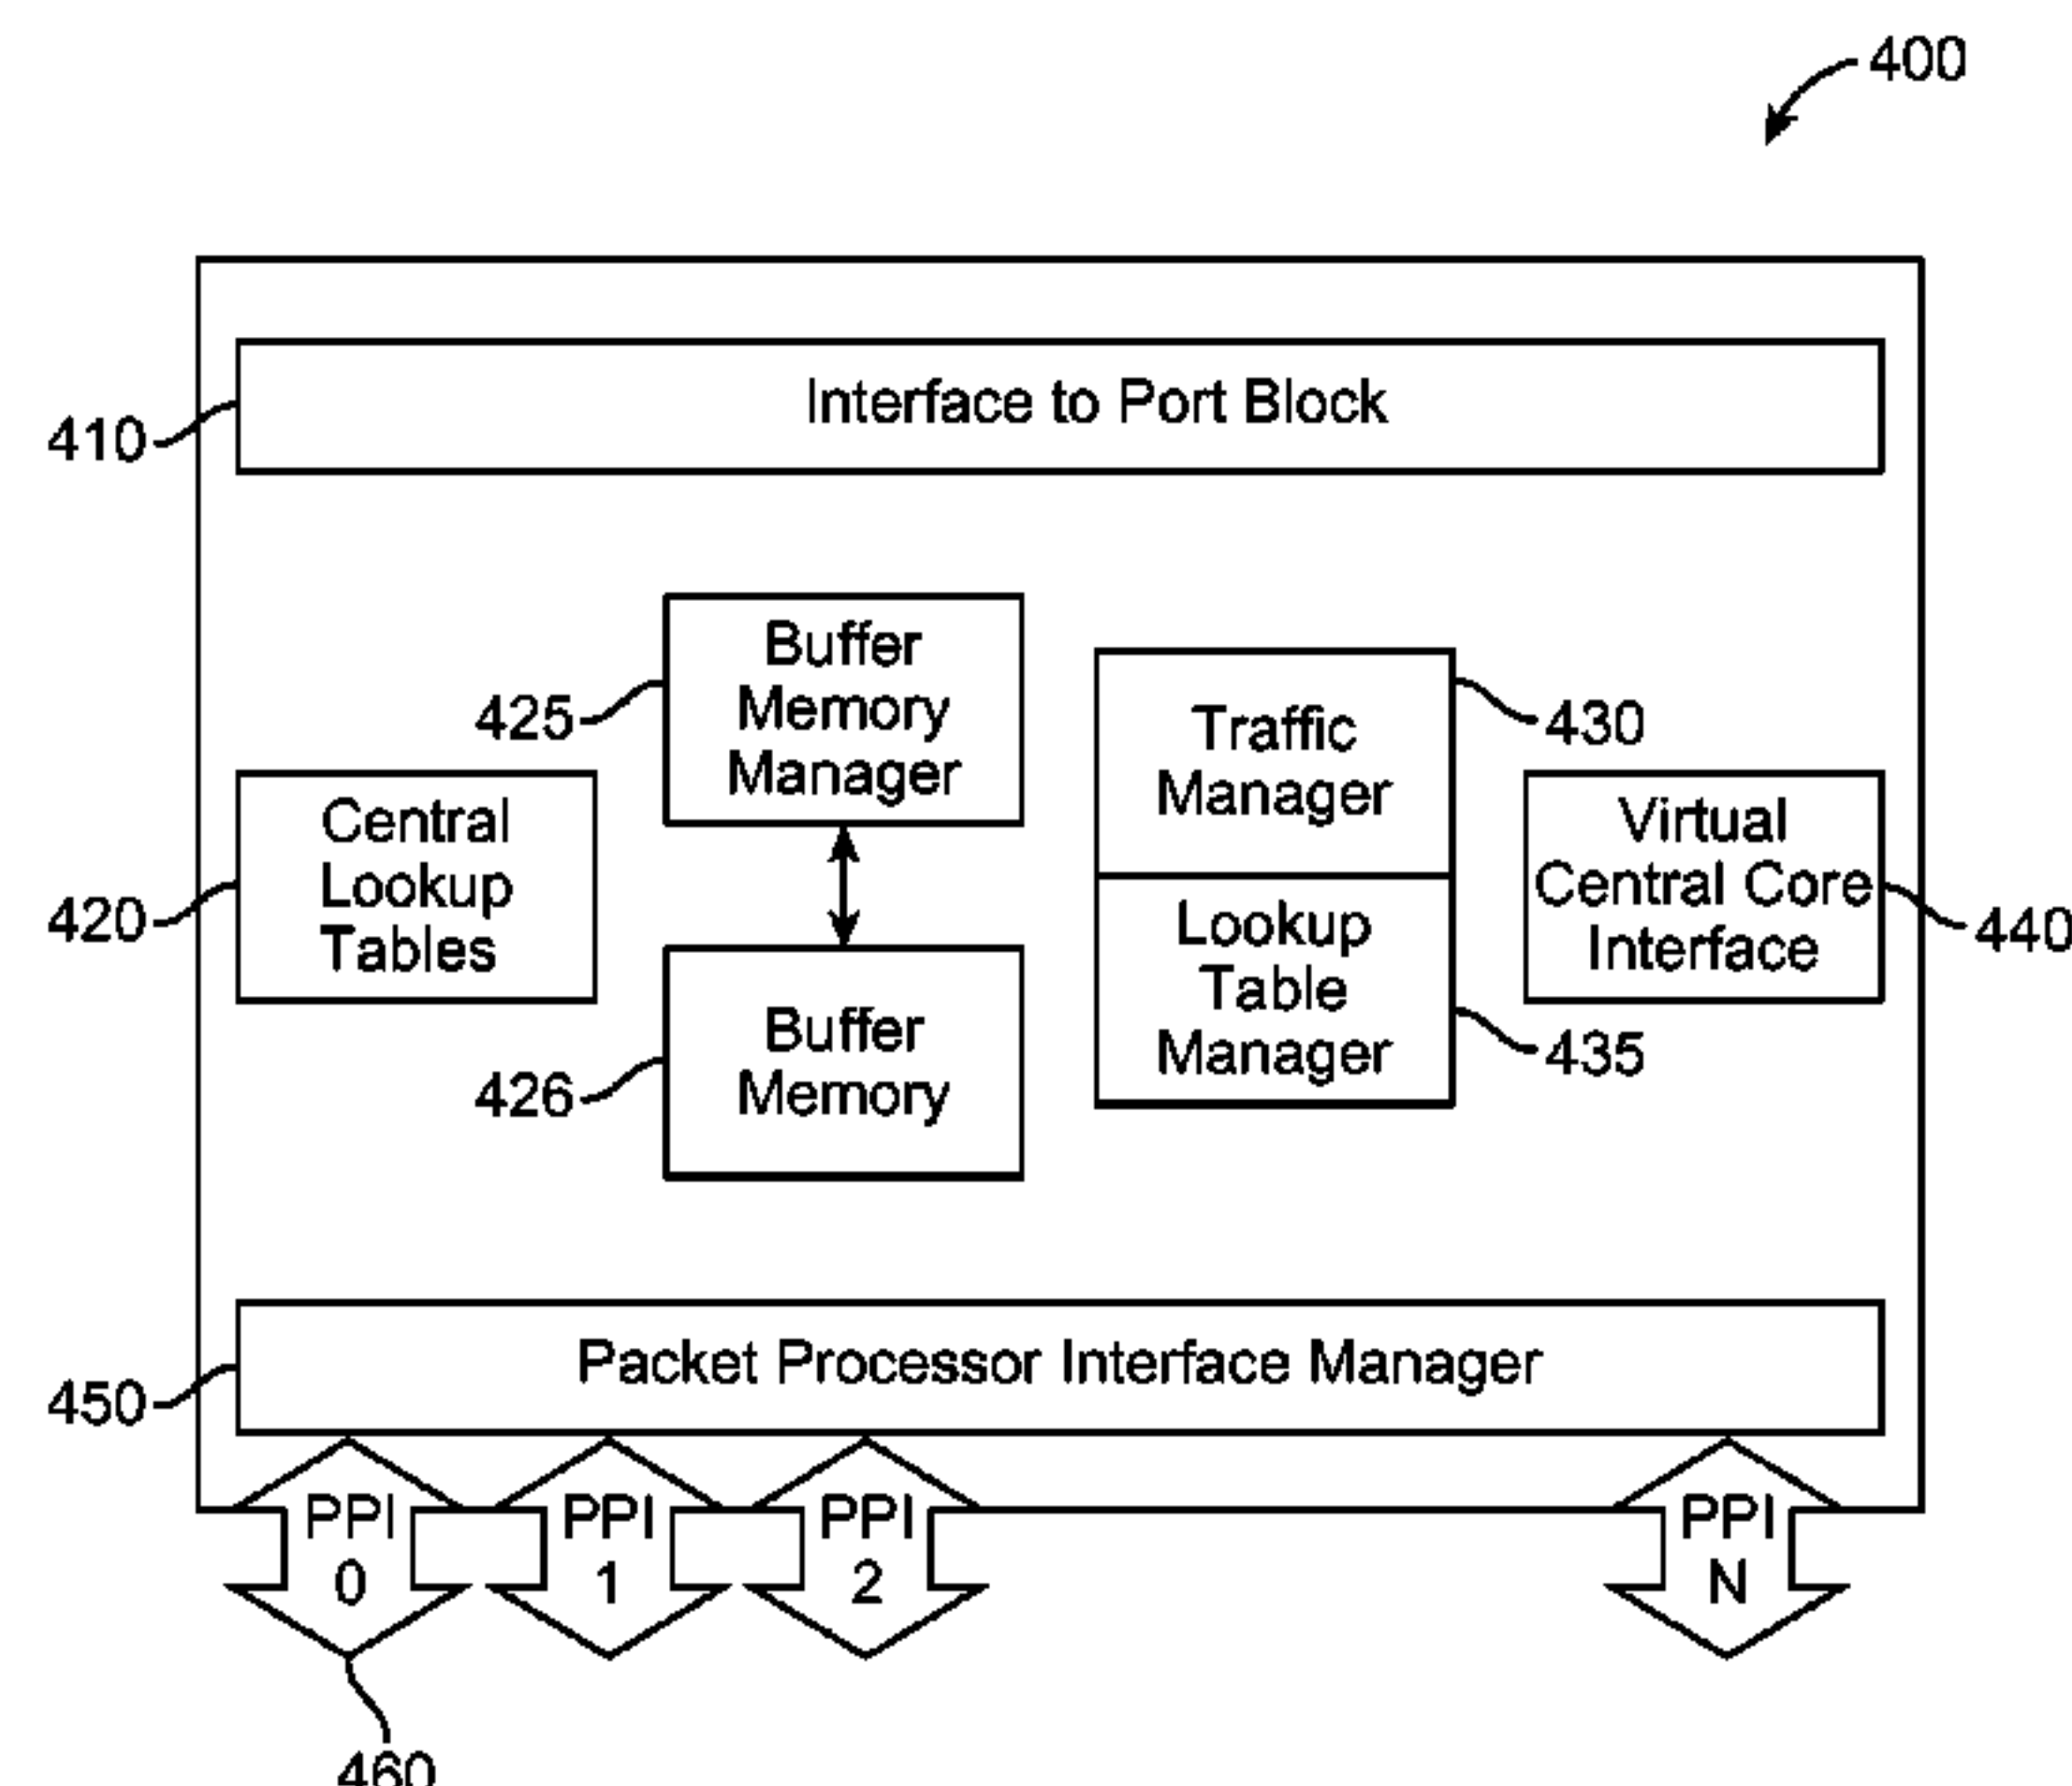 400
Interface to Port Block
410
Buffer
Memory
Manager
425
Traffic
Manager
430
Central
Lookup
Tables
420
Virtual
Central Core
Interface
440
Lookup
Table
Manager
435
Buffer
Memory
426
Packet Processor Interface Manager
450
PPI
0
PPI
1
PPI
2
PPI
N
460